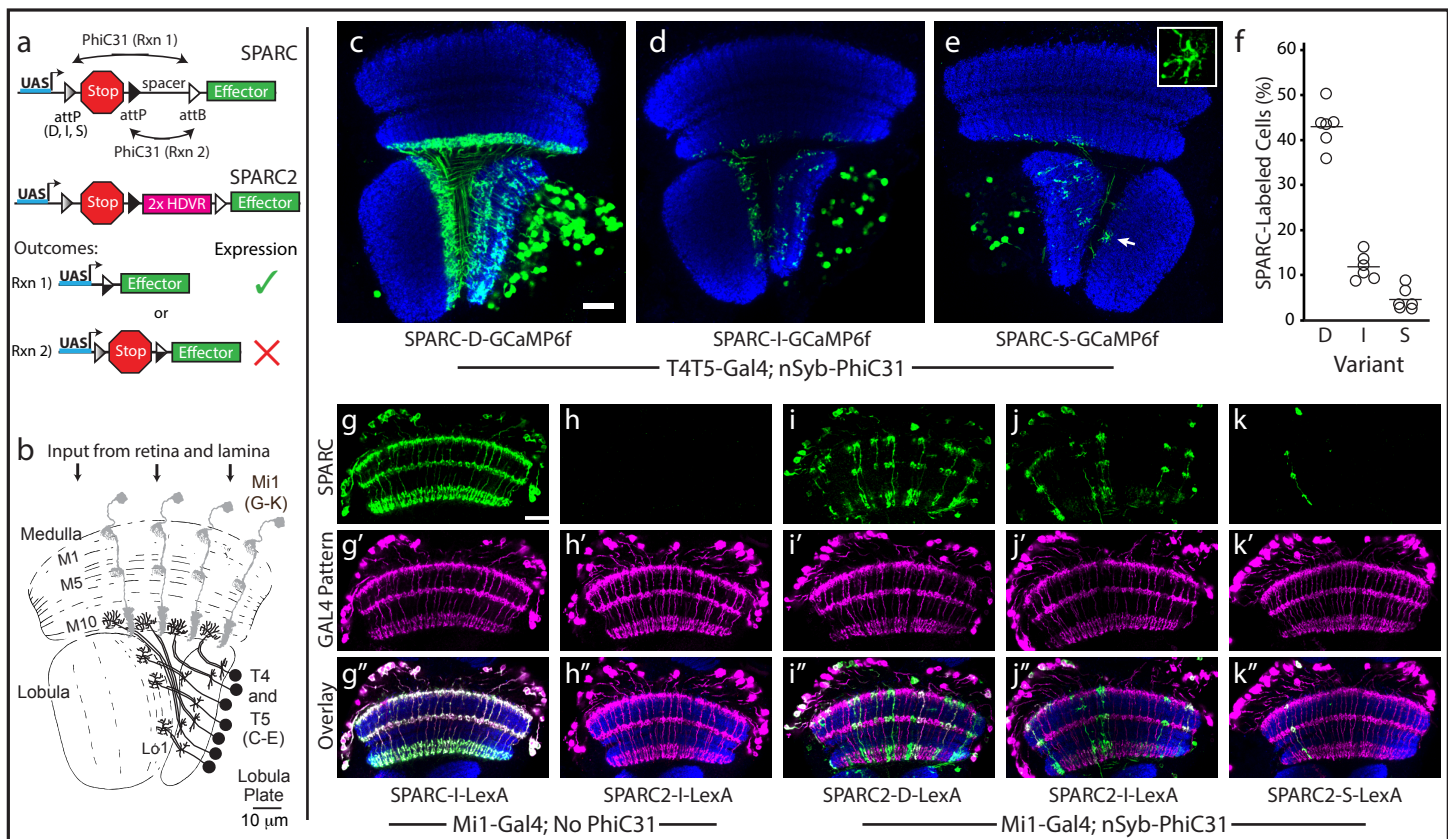 a
PhiC31 (Rxn 1)
SPARC
UAS
Stop
spacer
Effector
attP
(D, I, S)
attP
attB
PhiC31 (Rxn 2)
SPARC2
UAS
Stop
2x HDVR
Effector
Outcomes:
Expression
Rxn 1)
UAS
Effector
or
Rxn 2)
UAS
Stop
Effector
b
Input from retina and lamina
Mi1
(G-K)
Medulla
M1
M5
M10
Lobula
T4
and
T5
(C-E)
Lo1
Lobula
Plate
10 μm
c
d
e
SPARC-D-GCaMP6f
SPARC-I-GCaMP6f
SPARC-S-GCaMP6f
T4T5-Gal4; nSyb-PhiC31
f
SPARC-Labeled Cells (%)
60
50
40
30
20
10
0
D I S
Variant
SPARC
g
h
i
j
k
GAL4 Pattern
g'
h'
i'
j'
k'
Overlay
g"
h"
i"
j"
k"
SPARC-I-LexA
SPARC2-I-LexA
SPARC2-D-LexA
SPARC2-I-LexA
SPARC2-S-LexA
Mi1-Gal4; No PhiC31
Mi1-Gal4; nSyb-PhiC31